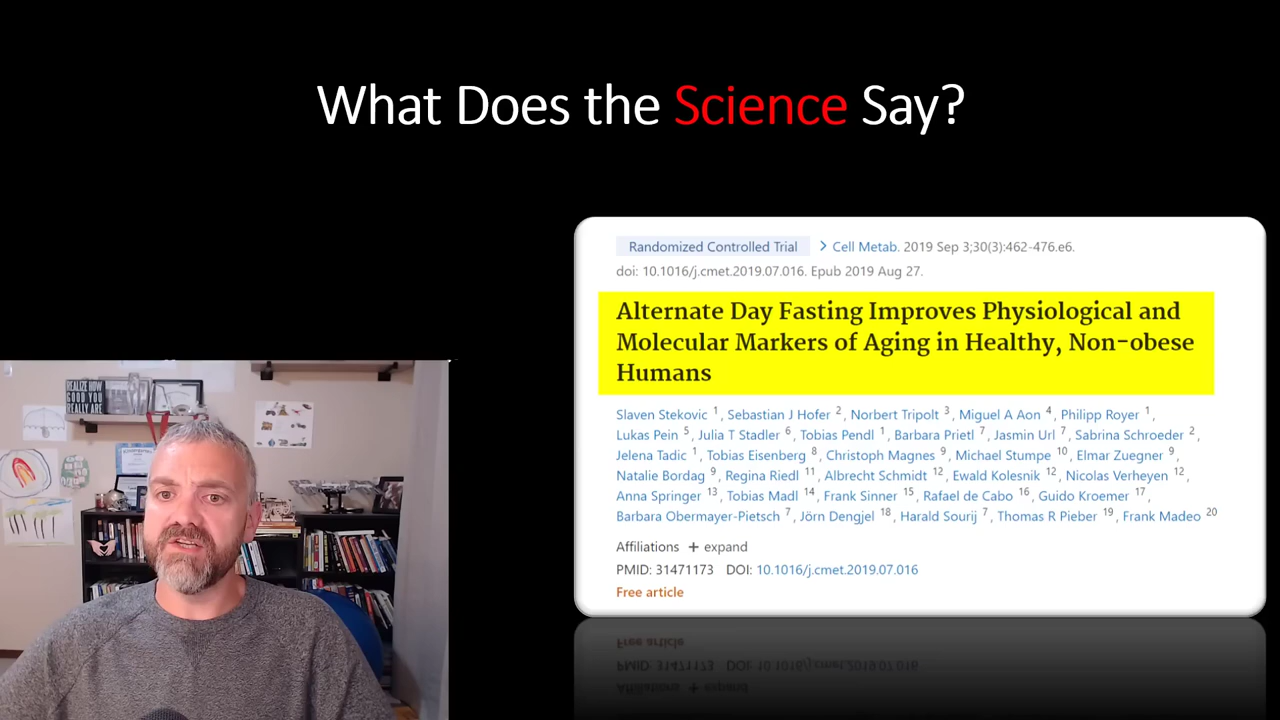 What Does the Science Say?
Randomized Controlled Trial > Cell Metab. 2019 Sep 3;30(3):462-476.e6.
doi: 10.1016/j.cmet.2019.07.016. Epub 2019 Aug 27.
Alternate Day Fasting Improves Physiological and
Molecular Markers of Aging in Healthy, Non-obese
Humans
Slaven Stekovic 1, Sebastian J Hofer 2, Norbert Tripolt 3, Miguel A Aon 4, Philipp Royer 1,
Lukas Pein 5, Julia T Stadler 6, Tobias Pendl 1, Barbara Prietl 7, Jasmin Url 7, Sabrina Schroeder 2,
Jelena Tadic 1, Tobias Eisenberg 8, Christoph Magnes 9, Michael Stumpe 10, Elmar Zuegner 9,
Natalie Bordag 9, Regina Riedl 11, Albrecht Schmidt 12, Ewald Kolesnik 12, Nicolas Verheyen 12,
Anna Springer 13, Tobias Madl 14, Frank Sinner 15, Rafael de Cabo 16, Guido Kroemer 17,
Barbara Obermayer-Pietsch 7, Jörn Dengjel 18, Harald Sourij 7, Thomas R Pieber 19, Frank Madeo 20
Affiliations + expand
PMID: 31471173 DOI: 10.1016/j.cmet.2019.07.016
Free article
REALIZE HOW
GOOD YOU
REALLY ARE